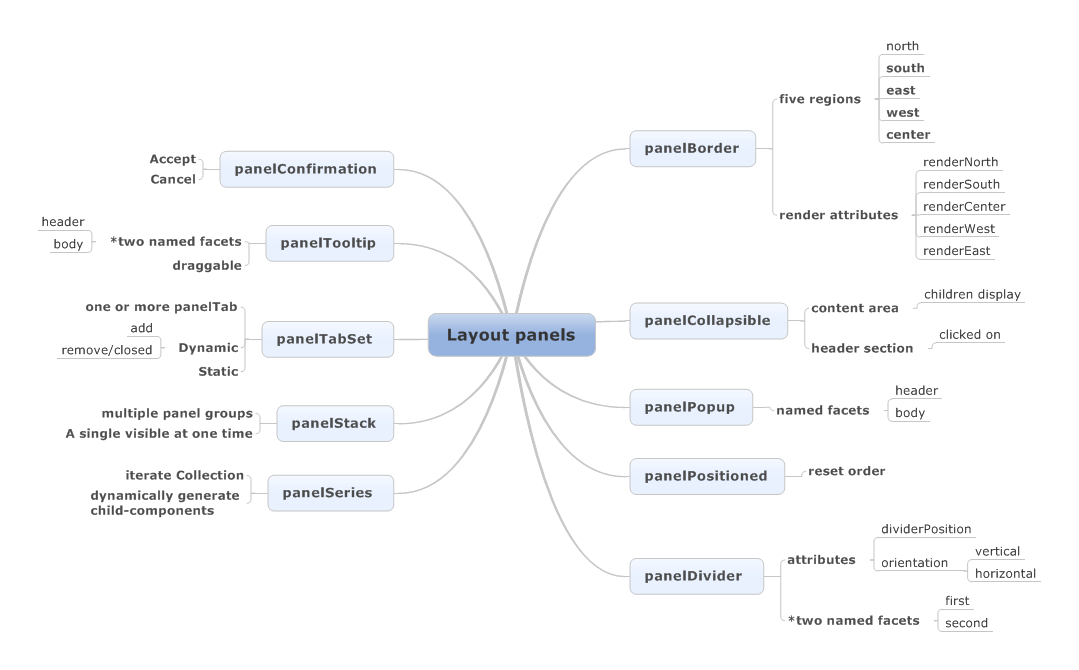 Layout panels
panelConfirmation
Accept
Cancel
panelTooltip
*two named facets
header
body
draggable
panelTabSet
one or more panelTab
Dynamic
add
remove/closed
Static
panelStack
multiple panel groups
A single visible at one time
panelSeries
iterate Collection
dynamically generate
child-components
panelBorder
five regions
north
south
east
west
center
render attributes
renderNorth
renderSouth
renderCenter
renderWest
renderEast
panelCollapsible
content area
children display
header section
clicked on
panelPopup
named facets
header
body
panelPositioned
reset order
panelDivider
attributes
dividerPosition
orientation
vertical
horizontal
*two named facets
first
second